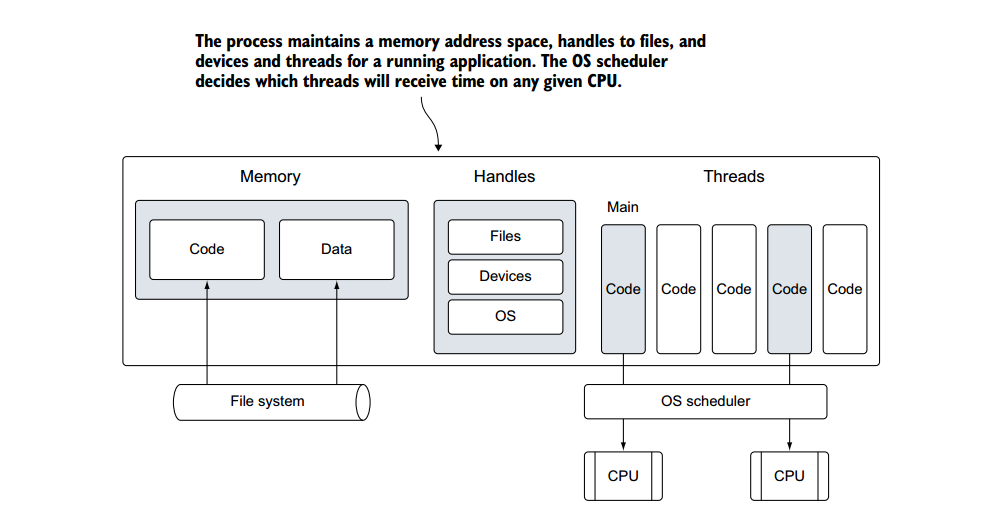 The process maintains a memory address space, handles to files, and
devices and threads for a running application. The OS scheduler
decides which threads will receive time on any given CPU.
Memory
Handles
Threads
Main
Code
Data
Files
Devices
OS
Code
Code
Code
Code
Code
File system
OS scheduler
CPU
CPU